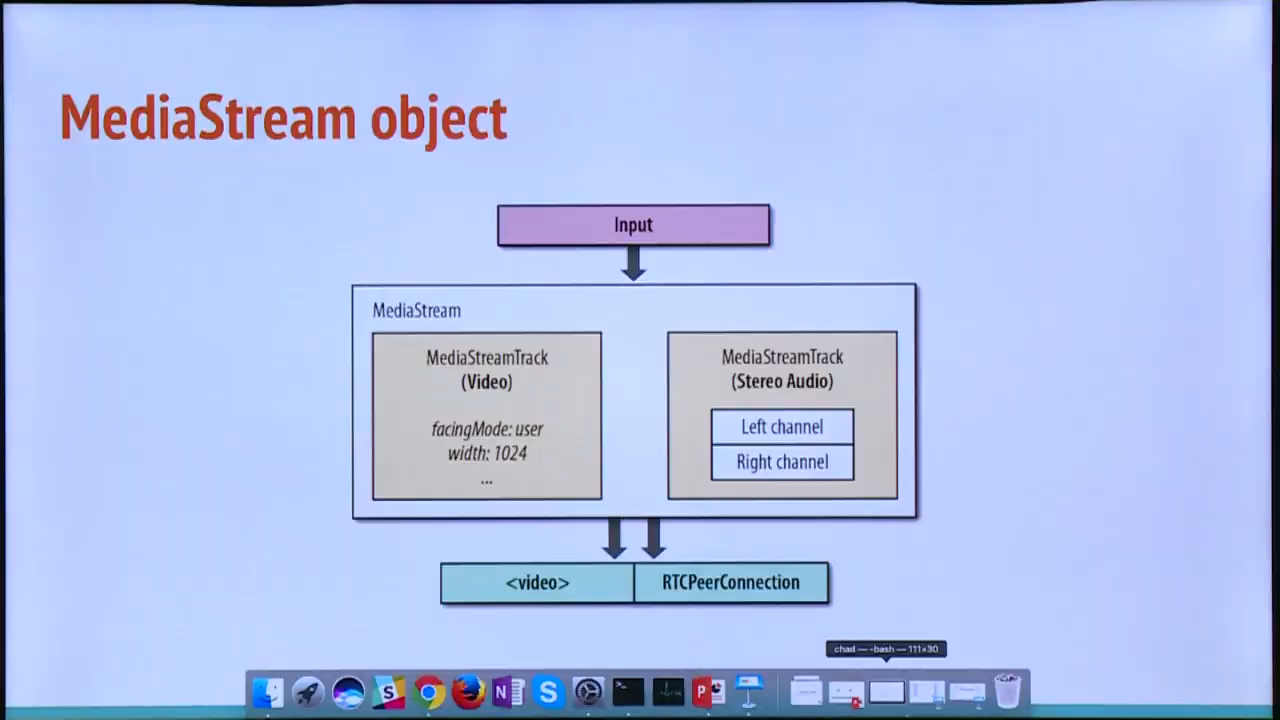 MediaStream object
Input
MediaStream
MediaStreamTrack
(Video)
facingMode: user
width: 1024
...
MediaStreamTrack
(Stereo Audio)
Left channel
Right channel
<video>
RTCPeerConnection
chad — -bash — 111×30